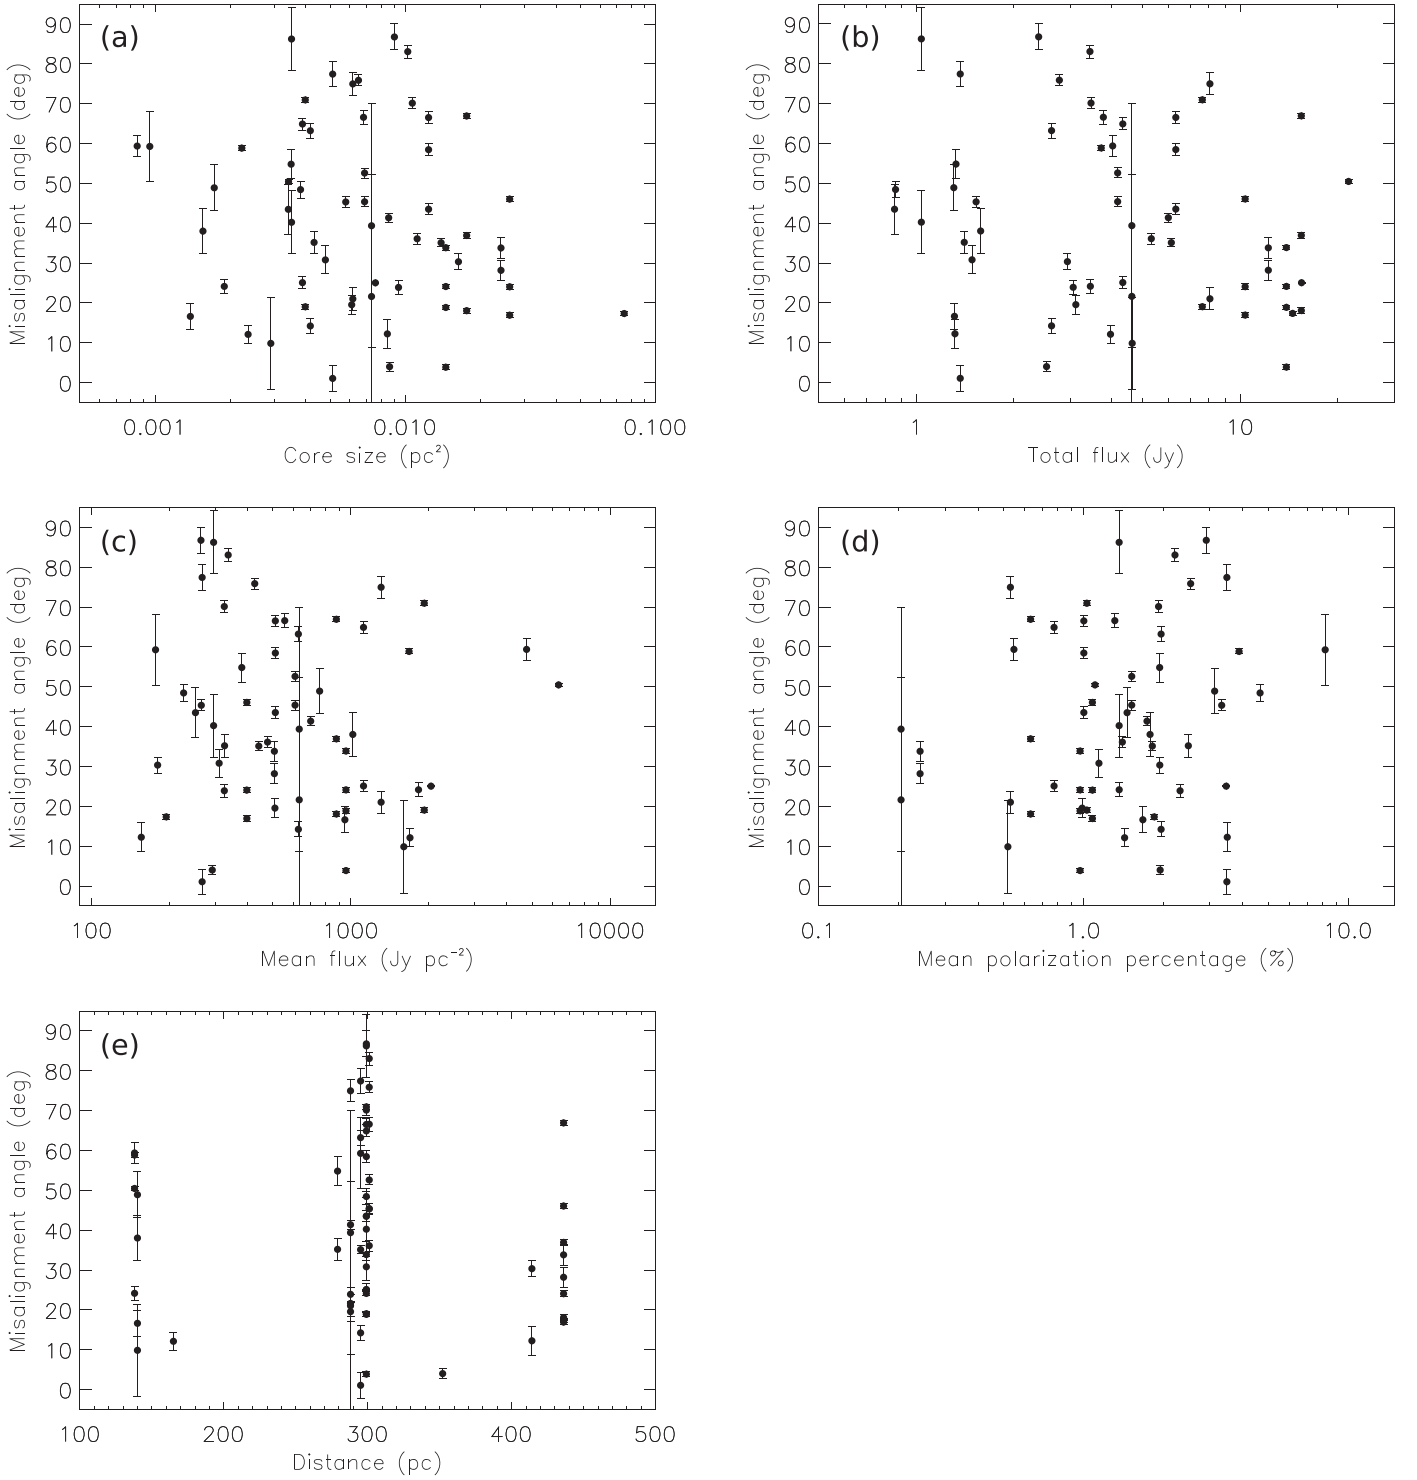 (a)
90
80
70
60
50
40
30
20
10
0
Misalignment angle (deg)
0.001 0.010 0.100
Core size (pc²)
(b)
90
80
70
60
50
40
30
20
10
0
Misalignment angle (deg)
1 10
Total flux (Jy)
(c)
90
80
70
60
50
40
30
20
10
0
Misalignment angle (deg)
100 1000 10000
Mean flux (Jy pc⁻²)
(d)
90
80
70
60
50
40
30
20
10
0
Misalignment angle (deg)
0.1 1.0 10.0
Mean polarization percentage (%)
(e)
90
80
70
60
50
40
30
20
10
0
Misalignment angle (deg)
100 200 300 400 500
Distance (pc)